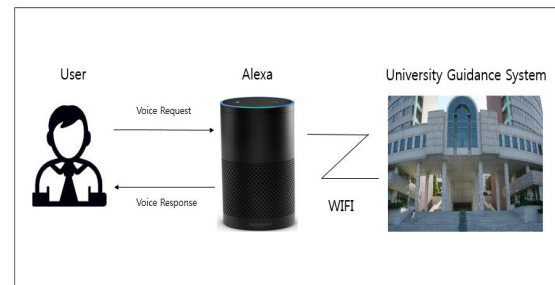 User
Alexa
University Guidance System
Voice Request
Voice Response
WIFI